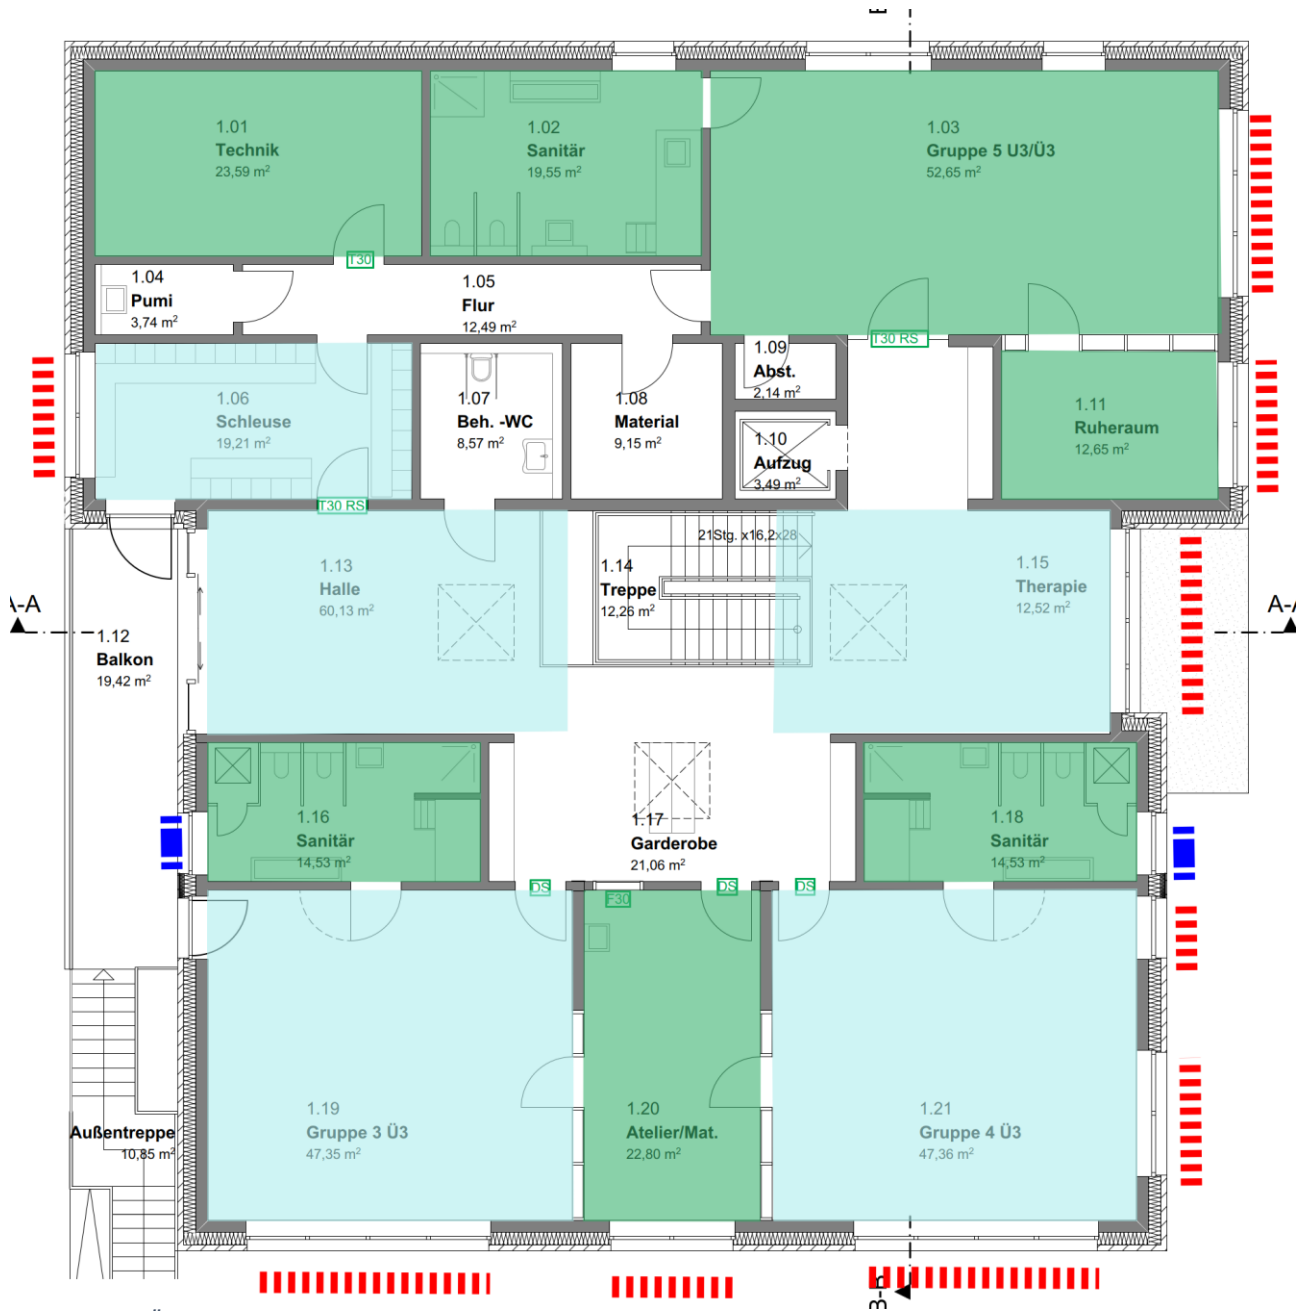 1.01
Technik
23,59 m²
1.02
Sanitär
19,55 m²
1.03
Gruppe 5 U3/Ü3
52,65 m²
T30
1.04
Pumi
3,74 m²
1.05
Flur
12,49 m²
T30 RS
1.06
Schleuse
19,21 m²
1.07
Beh. -WC
8,57 m²
1.08
Material
9,15 m²
1.09
Abst.
2,14 m²
1.10
Aufzug
3,49 m²
1.11
Ruheraum
12,65 m²
T30 RS
21Stg. x16,2x28
1.13
Halle
60,13 m²
1.14
Treppe
12,26 m²
1.15
Therapie
12,52 m²
A-A
A-A
1.12
Balkon
19,42 m²
1.16
Sanitär
14,53 m²
1.17
Garderobe
21,06 m²
1.18
Sanitär
14,53 m²
DS
DS
DS
F30
1.19
Gruppe 3 Ü3
47,35 m²
1.20
Atelier/Mat.
22,80 m²
1.21
Gruppe 4 Ü3
47,36 m²
Außentreppe
10,85 m²
B-B